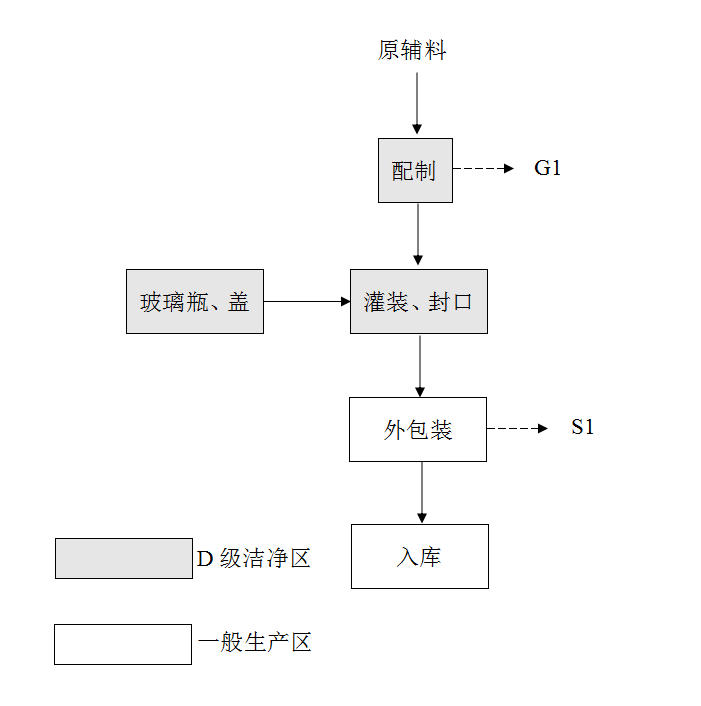 原辅料
配制
G1
玻璃瓶、盖
灌装、封口
外包装
S1
入库
D 级洁净区
一般生产区